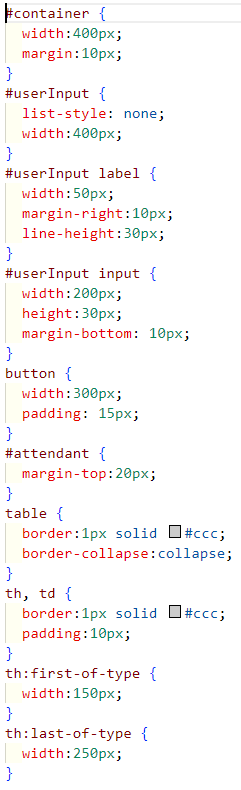 #container {
  width:400px;
  margin:10px;
}
#userInput {
  list-style: none;
  width:400px;
}
#userInput label {
  width:50px;
  margin-right:10px;
  line-height:30px;
}
#userInput input {
  width:200px;
  height:30px;
  margin-bottom: 10px;
}
button {
  width:300px;
  padding: 15px;
}
#attendant {
  margin-top:20px;
}
table {
  border:1px solid #ccc;
  border-collapse:collapse;
}
th, td {
  border:1px solid #ccc;
  padding:10px;
}
th:first-of-type {
  width:150px;
}
th:last-of-type {
  width:250px;
}